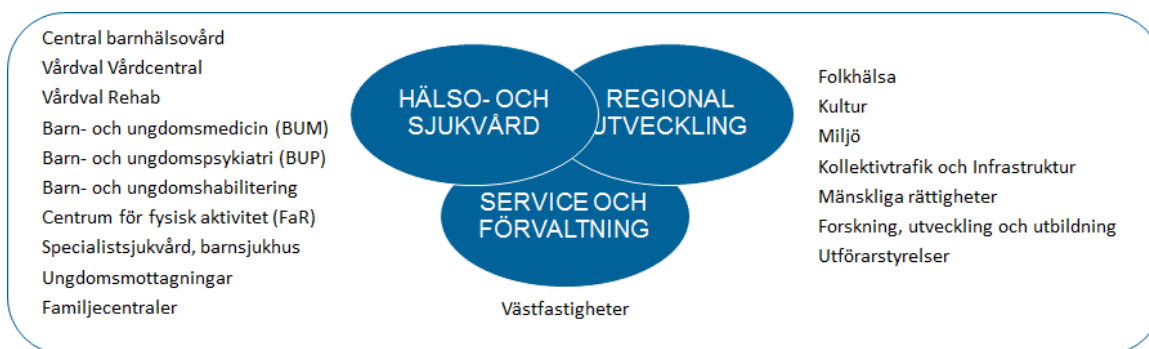 Central barnhälsovård
Vårdval Vårdcentral
Vårdval Rehab
Barn- och ungdomsmedicin (BUM)
Barn- och ungdomspsykiatri (BUP)
Barn- och ungdomshabilitering
Centrum för fysisk aktivitet (FaR)
Specialistsjukvård, barnsjukhus
Ungdomsmottagningar
Familjecentraler
HÄLSO- OCH
SJUKVÅRD
REGIONAL
UTVECKLING
SERVICE OCH
FÖRVALTNING
Västfastigheter
Folkhälsa
Kultur
Miljö
Kollektivtrafik och Infrastruktur
Mänskliga rättigheter
Forskning, utveckling och utbildning
Utförarstyrelser